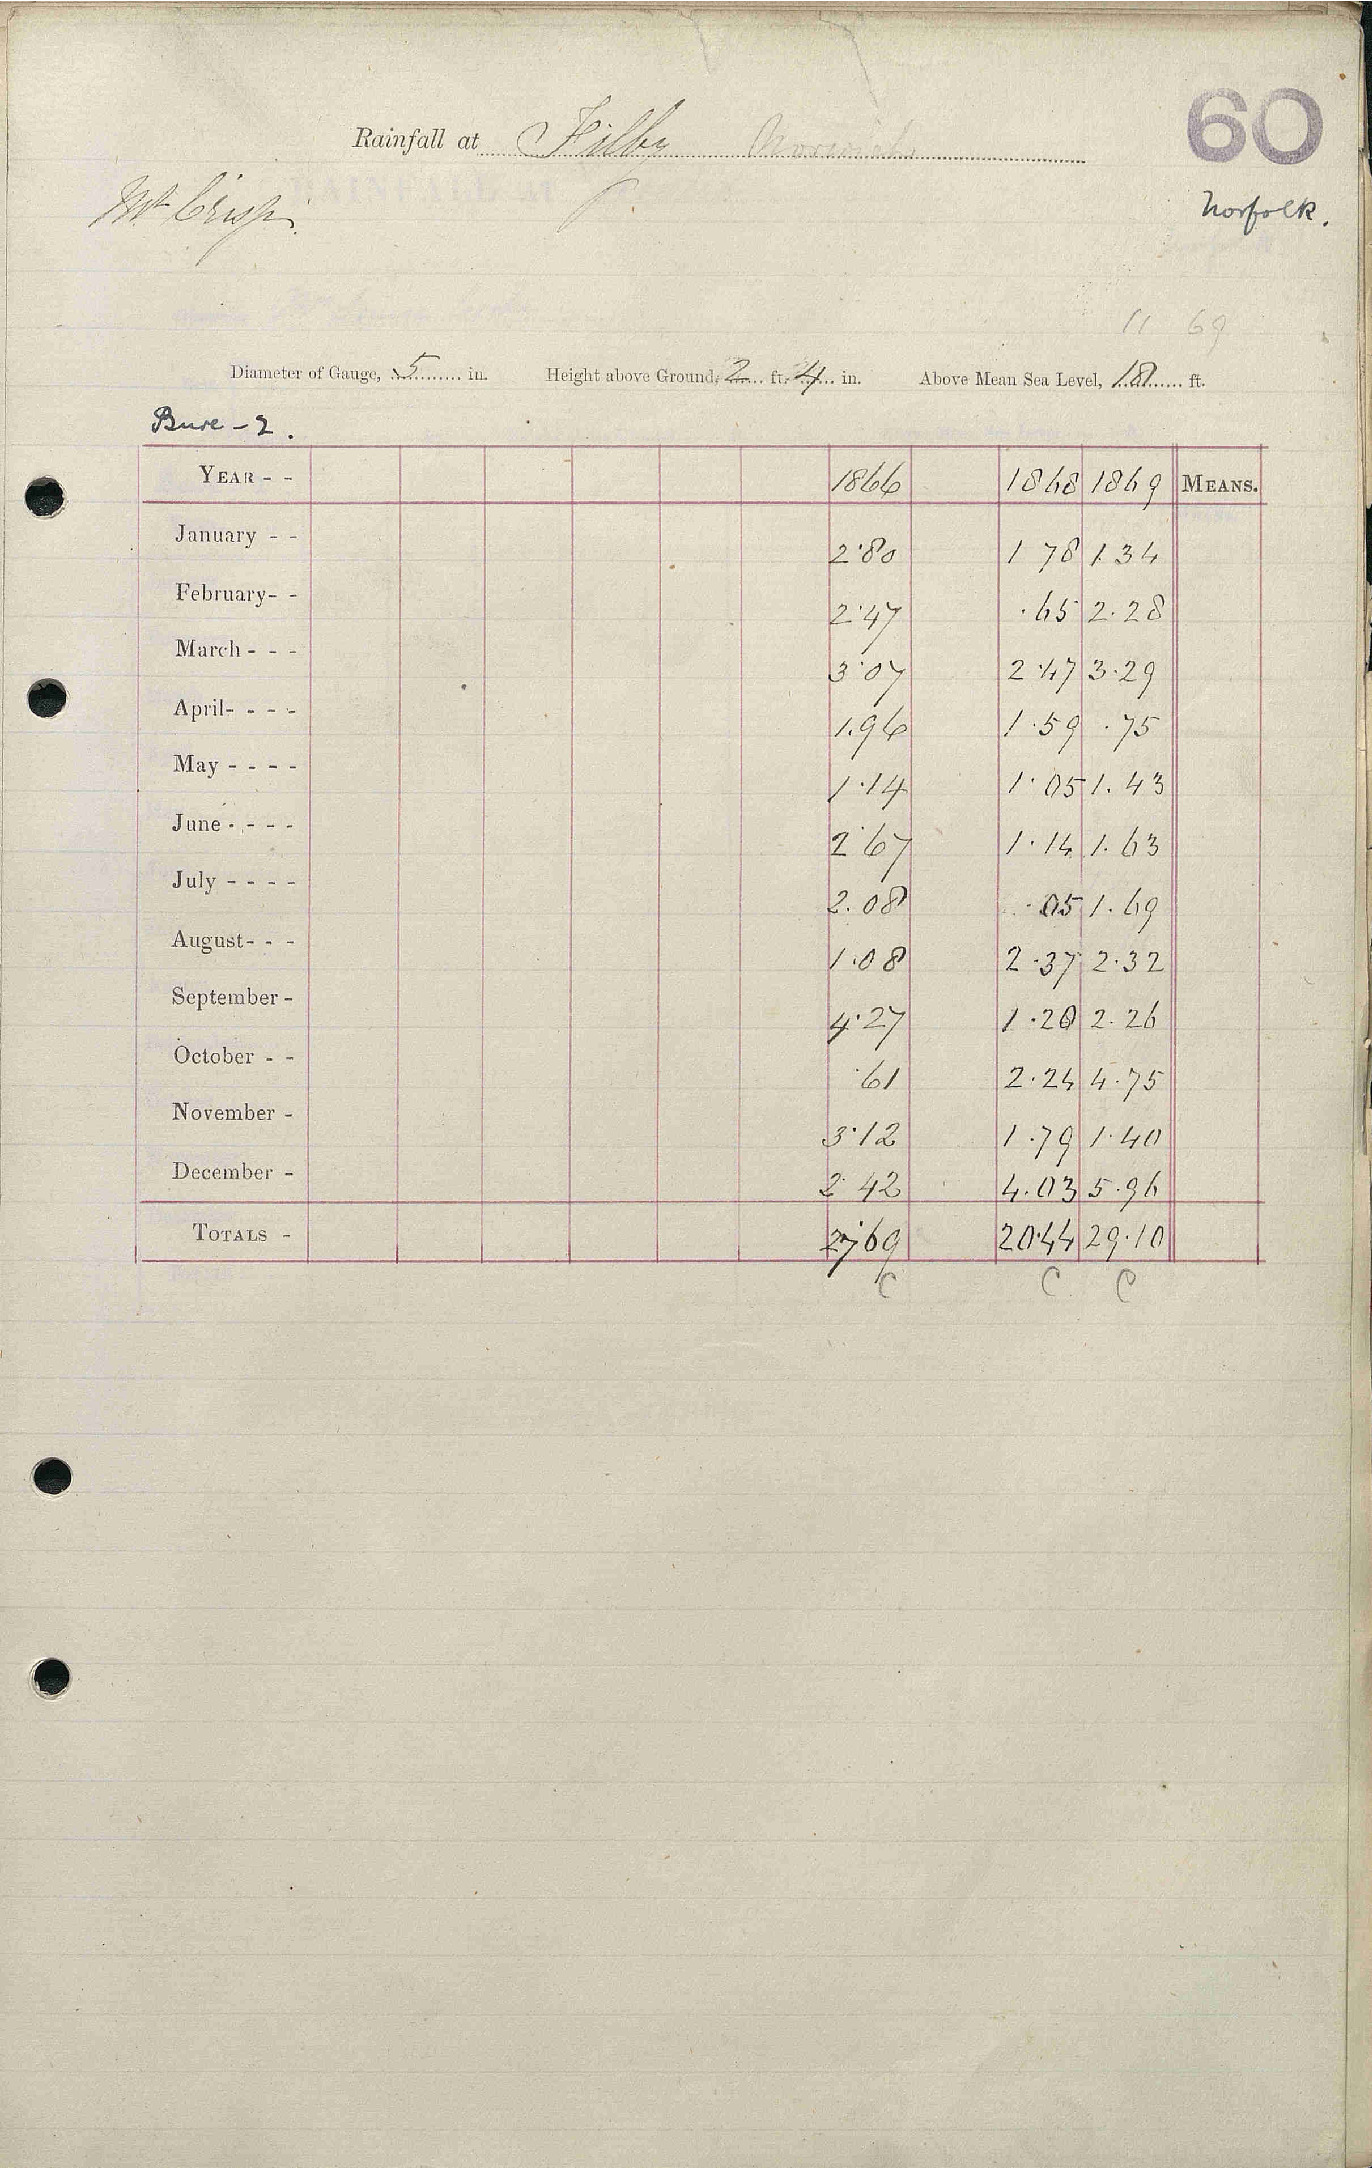 60
Rainfall at Filby Norwich
Mr Crisp.
Norfolk.
11 69
Diameter of Gauge, 5 in. Height above Ground, 2 ft. 4 in. Above Mean Sea Level, 18 ft.
Bure - 2.
YEAR - - 1866 1868 1869 MEANS.
January - - 2.80 1 78 1.34
February - - 2.47 .65 2.28
March - - - 3.07 2.47 3.29
April - - - - 1.96 1.59 .75
May - - - - 1.14 1.05 1.43
June - - - - 2.67 1.14 1.63
July - - - - 2.08 .05 1.69
August - - - 1.08 2.37 2.32
September - 4.27 1.28 2.26
October - - .61 2.24 4.75
November - 3.12 1.79 1.40
December - 2 42 4.03 5.96
TOTALS - 27.69 20.44 29.10
C C C